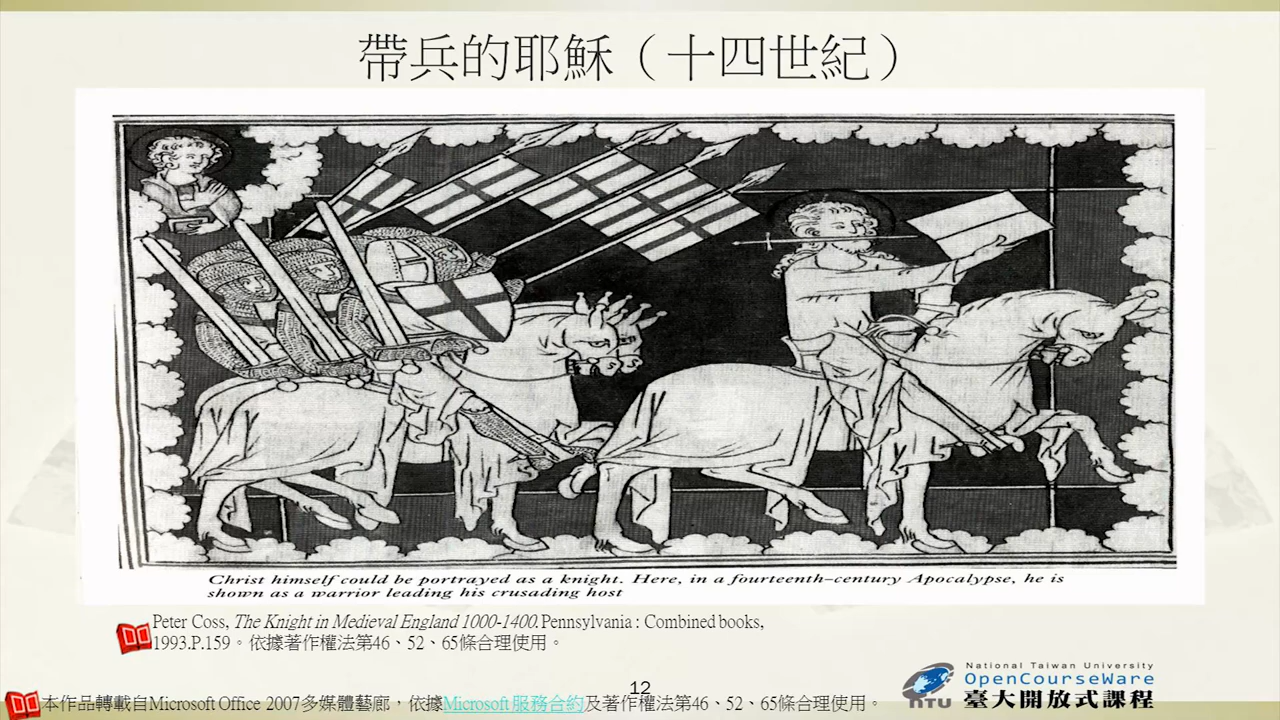 帶兵的耶穌（十四世紀）
Christ himself could be portrayed as a knight. Here, in a fourteenth-century Apocalypse, he is
shown as a warrior leading his crusading host
Peter Coss, The Knight in Medieval England 1000-1400.Pennsylvania : Combined books,
1993.P.159。依據著作權法第46、52、65條合理使用。
12
National Taiwan University
OpenCourseWare
NTU 臺大開放式課程
本作品轉載自Microsoft Office 2007多媒體藝廊，依據Microsoft 服務合約及著作權法第46、52、65條合理使用。